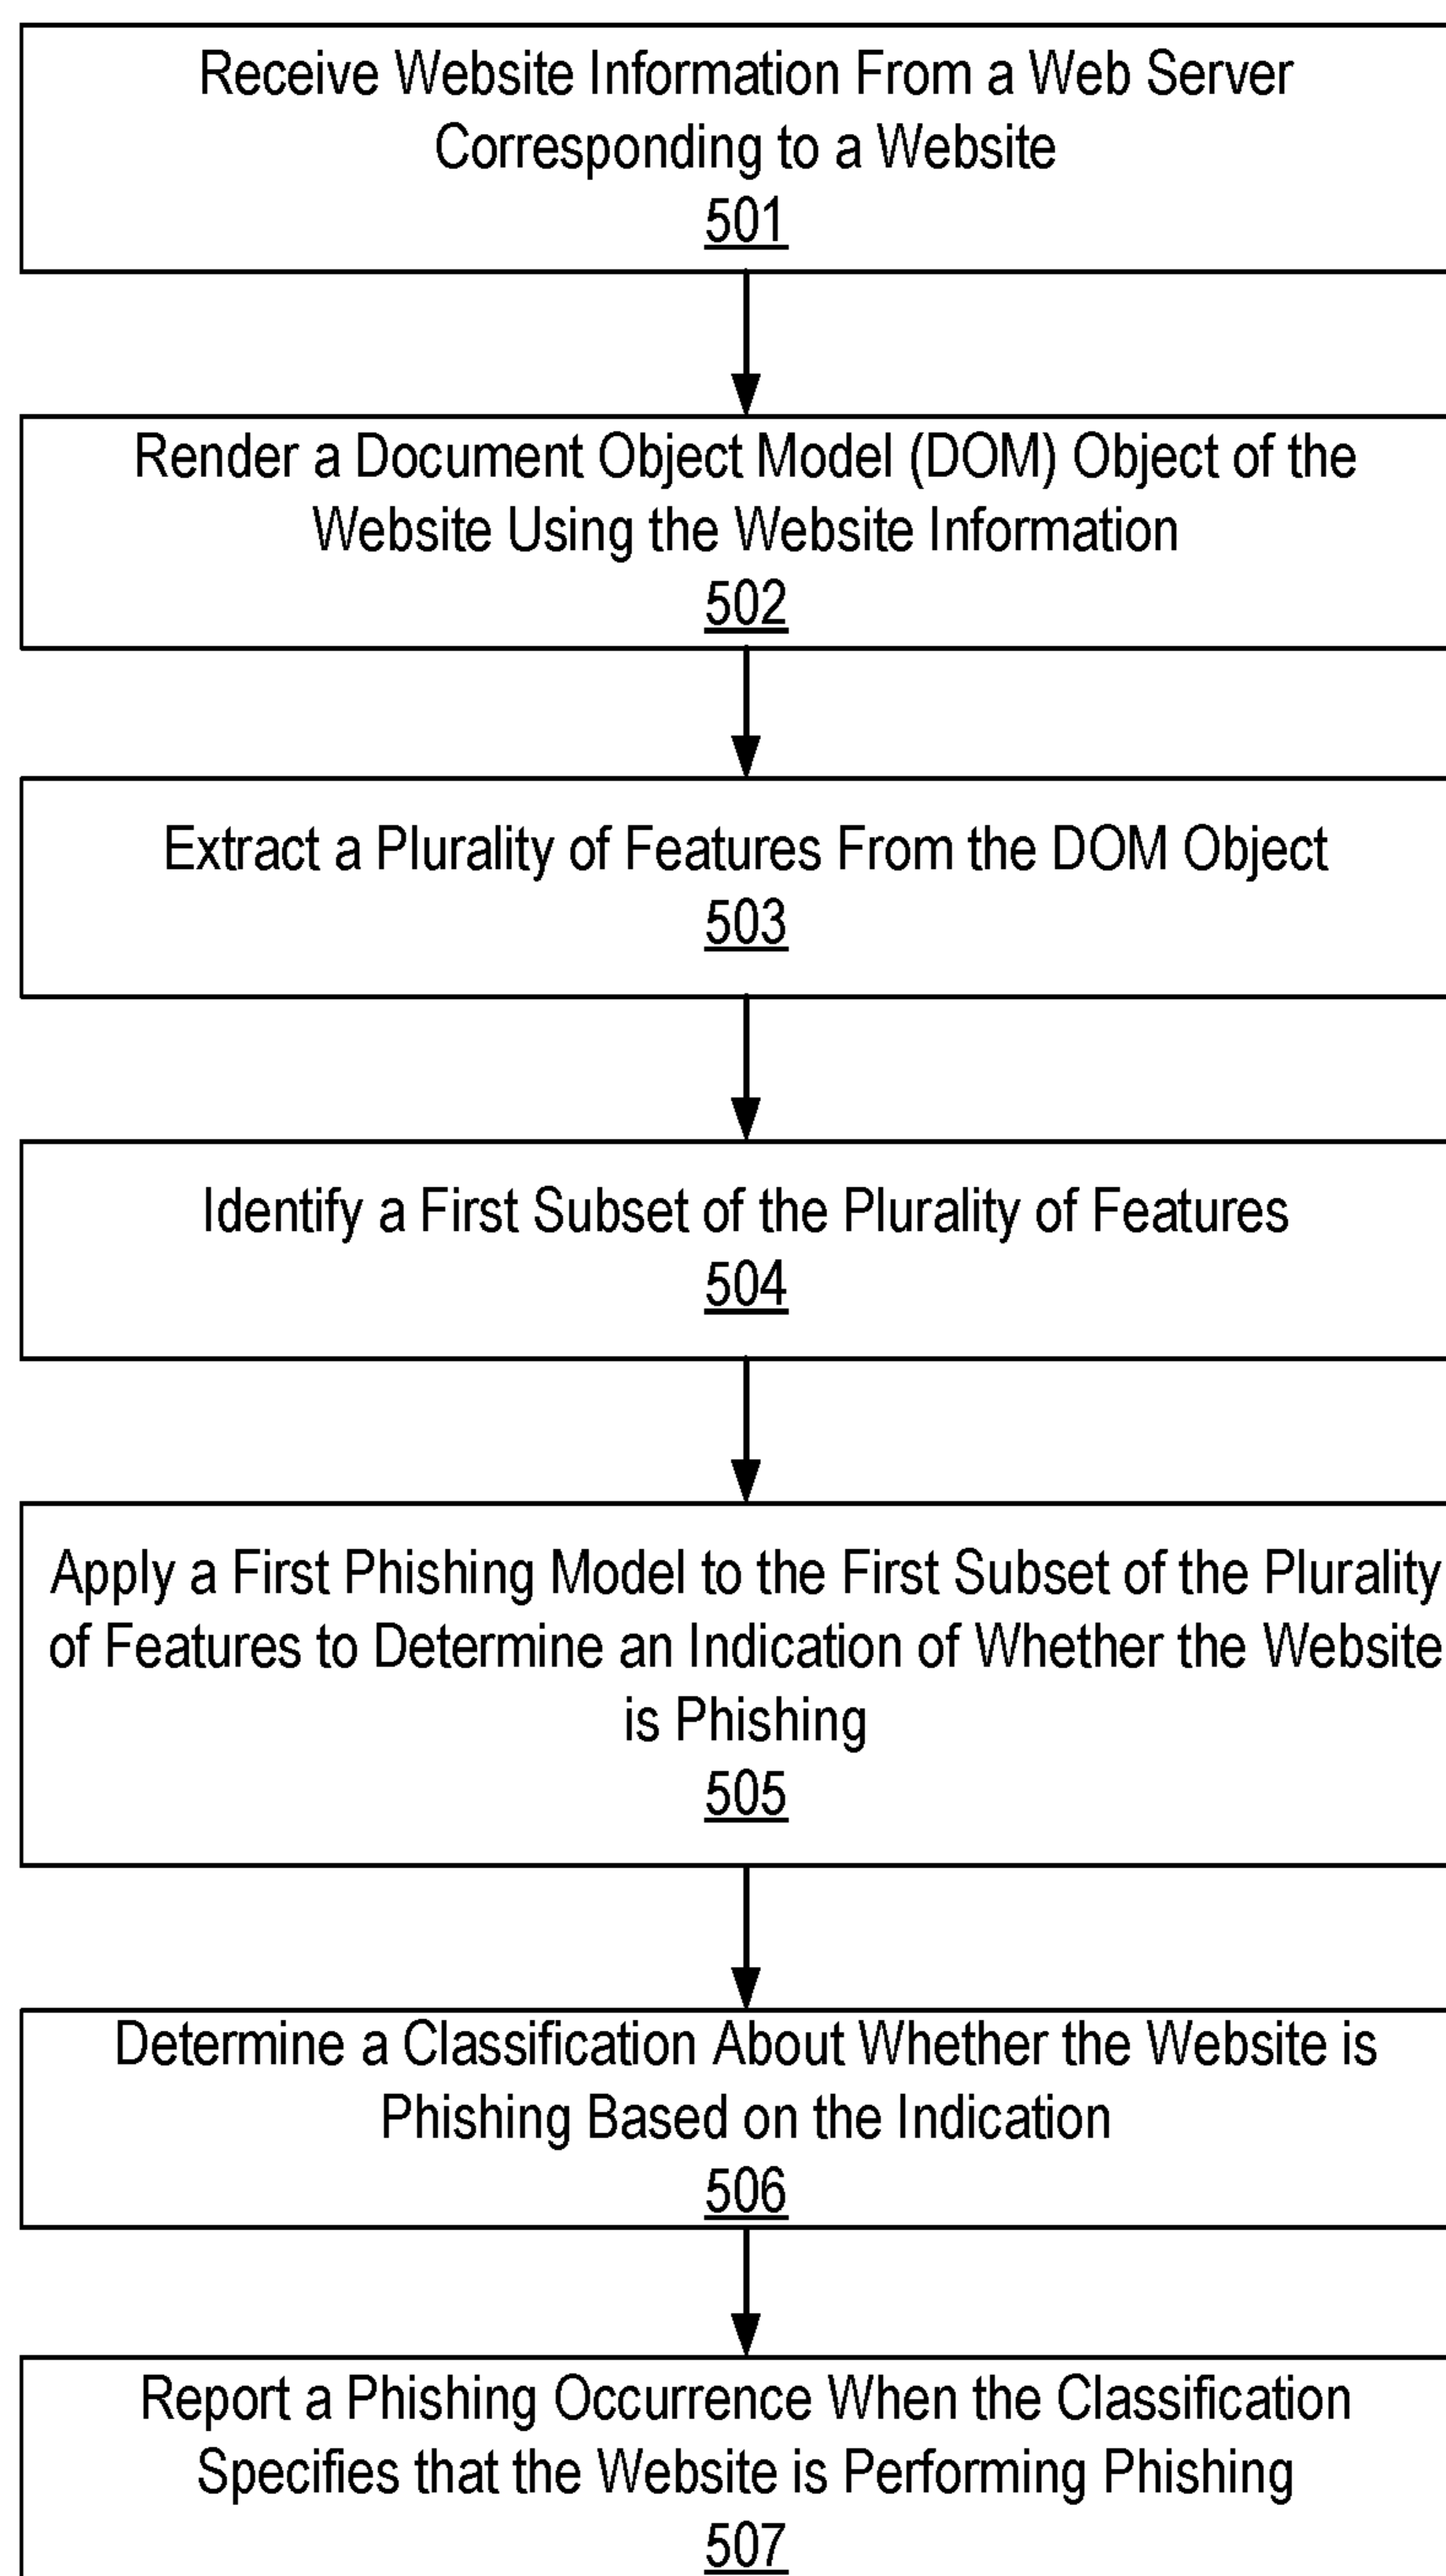 Receive Website Information From a Web Server
Corresponding to a Website
501
Render a Document Object Model (DOM) Object of the
Website Using the Website Information
502
Extract a Plurality of Features From the DOM Object
503
Identify a First Subset of the Plurality of Features
504
Apply a First Phishing Model to the First Subset of the Plurality
of Features to Determine an Indication of Whether the Website
is Phishing
505
Determine a Classification About Whether the Website is
Phishing Based on the Indication
506
Report a Phishing Occurrence When the Classification
Specifies that the Website is Performing Phishing
507